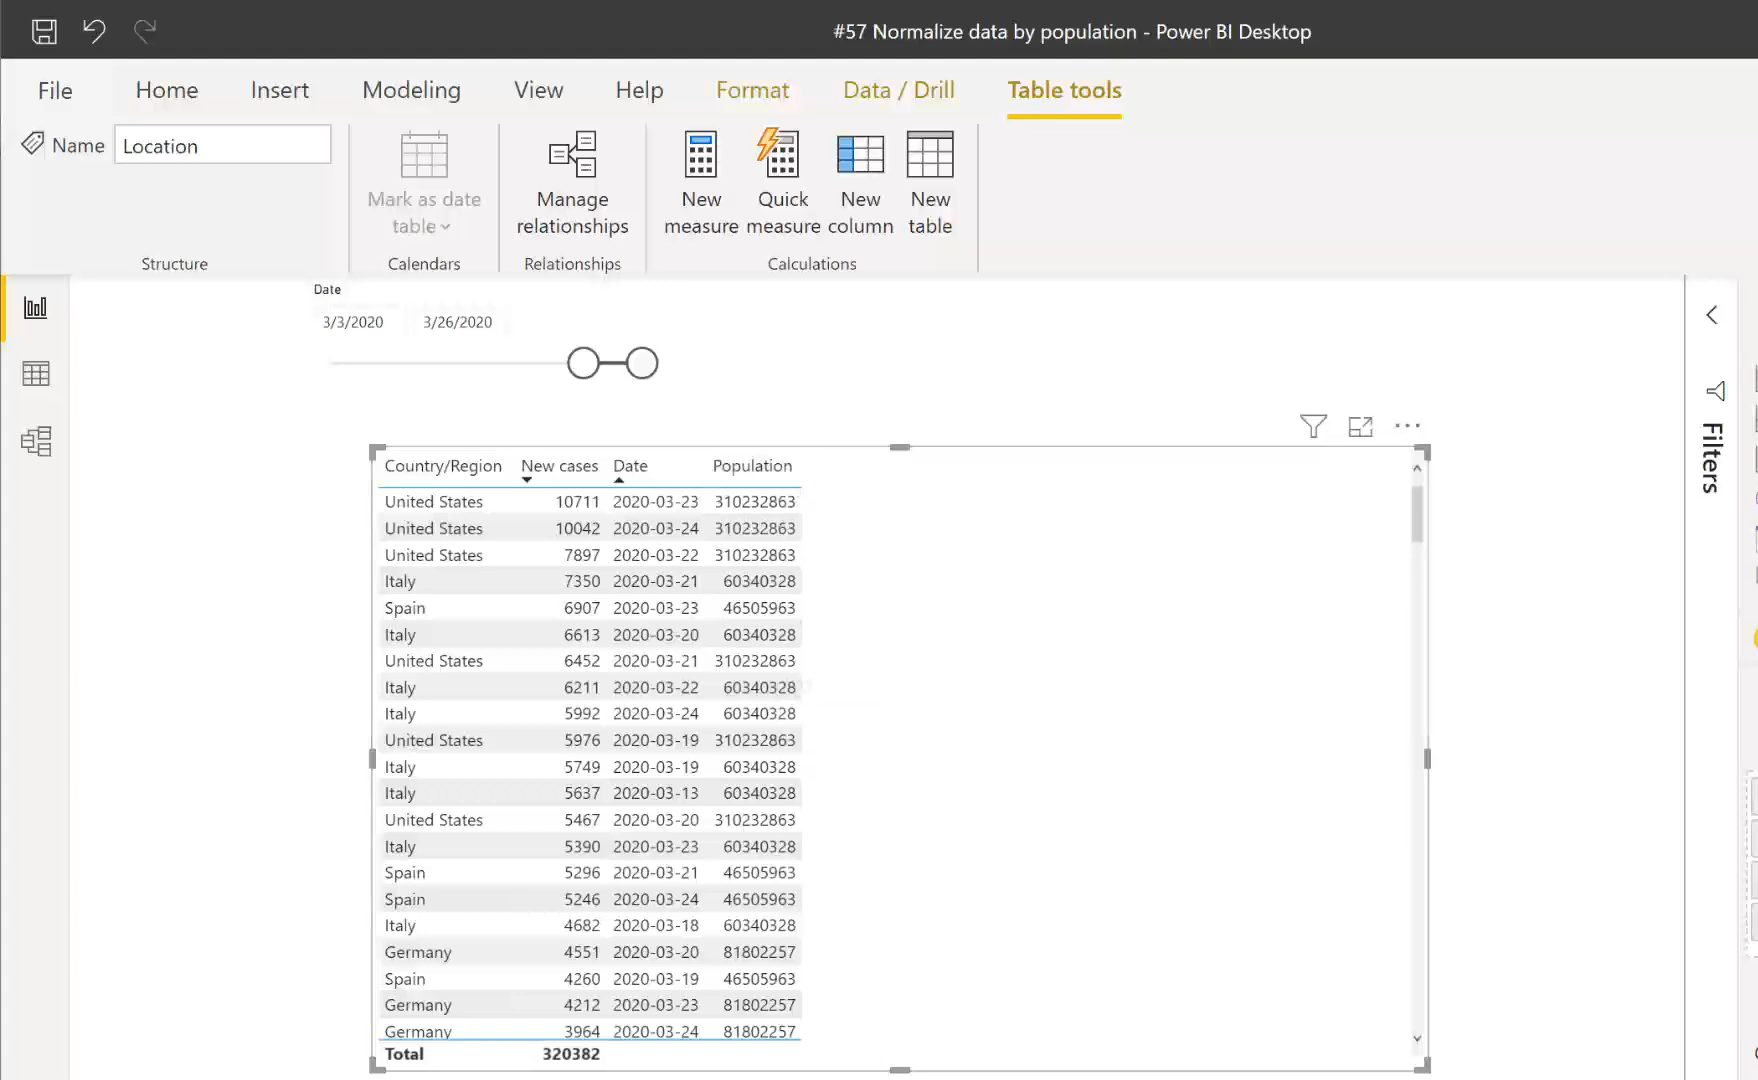 #57 Normalize data by population - Power BI Desktop
File Home Insert Modeling View Help Format Data / Drill Table tools
Name Location
Mark as date table
Manage relationships
New measure
Quick measure
New column
New table
Structure Calendars Relationships Calculations
Date
3/3/2020 3/26/2020
Filters
Country/Region New cases Date Population
United States 10711 2020-03-23 310232863
United States 10042 2020-03-24 310232863
United States 7897 2020-03-22 310232863
Italy 7350 2020-03-21 60340328
Spain 6907 2020-03-23 46505963
Italy 6613 2020-03-20 60340328
United States 6452 2020-03-21 310232863
Italy 6211 2020-03-22 60340328
Italy 5992 2020-03-24 60340328
United States 5976 2020-03-19 310232863
Italy 5749 2020-03-19 60340328
Italy 5637 2020-03-13 60340328
United States 5467 2020-03-20 310232863
Italy 5390 2020-03-23 60340328
Spain 5296 2020-03-21 46505963
Spain 5246 2020-03-24 46505963
Italy 4682 2020-03-18 60340328
Germany 4551 2020-03-20 81802257
Spain 4260 2020-03-19 46505963
Germany 4212 2020-03-23 81802257
Germany 3964 2020-03-24 81802257
Total 320382